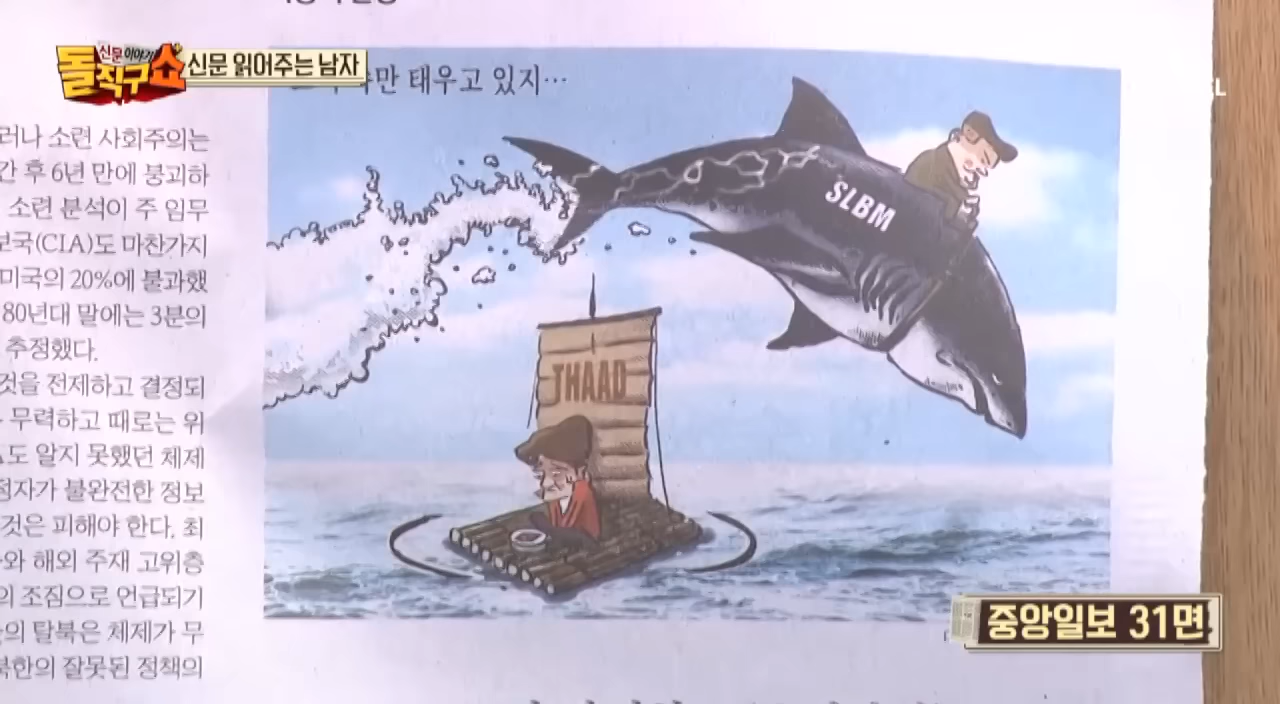 신문이야기
돌직구쇼
신문 읽어주는 남자
태우고 있지…
러나 소련 사회주의는
간 후 6년 만에 붕괴하
소련 분석이 주 임무
보국(CIA)도 마찬가지
미국의 20%에 불과했
80년대 말에는 3분의
추정했다.
것을 전제하고 결정되
무력하고 때로는 위
도 알지 못했던 체제
정자가 불완전한 정보
것은 피해야 한다. 최
와 해외 주재 고위층
의 조짐으로 언급되기
의 탈북은 체제가 무
북한의 잘못된 정책의
SLBM
THAAD
중앙일보 31면